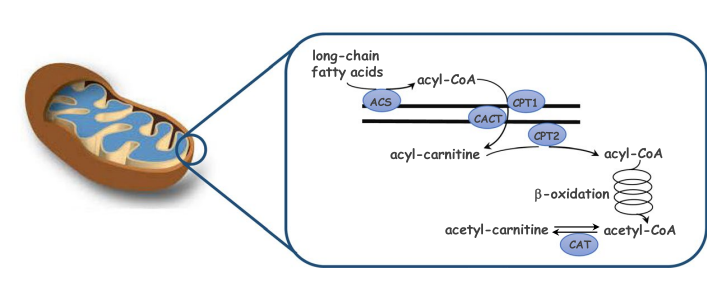 long-chain
fatty acids
acyl-CoA
ACS
CPT1
CACT
CPT2
acyl-carnitine
acyl-CoA
β-oxidation
acetyl-carnitine
acetyl-CoA
CAT